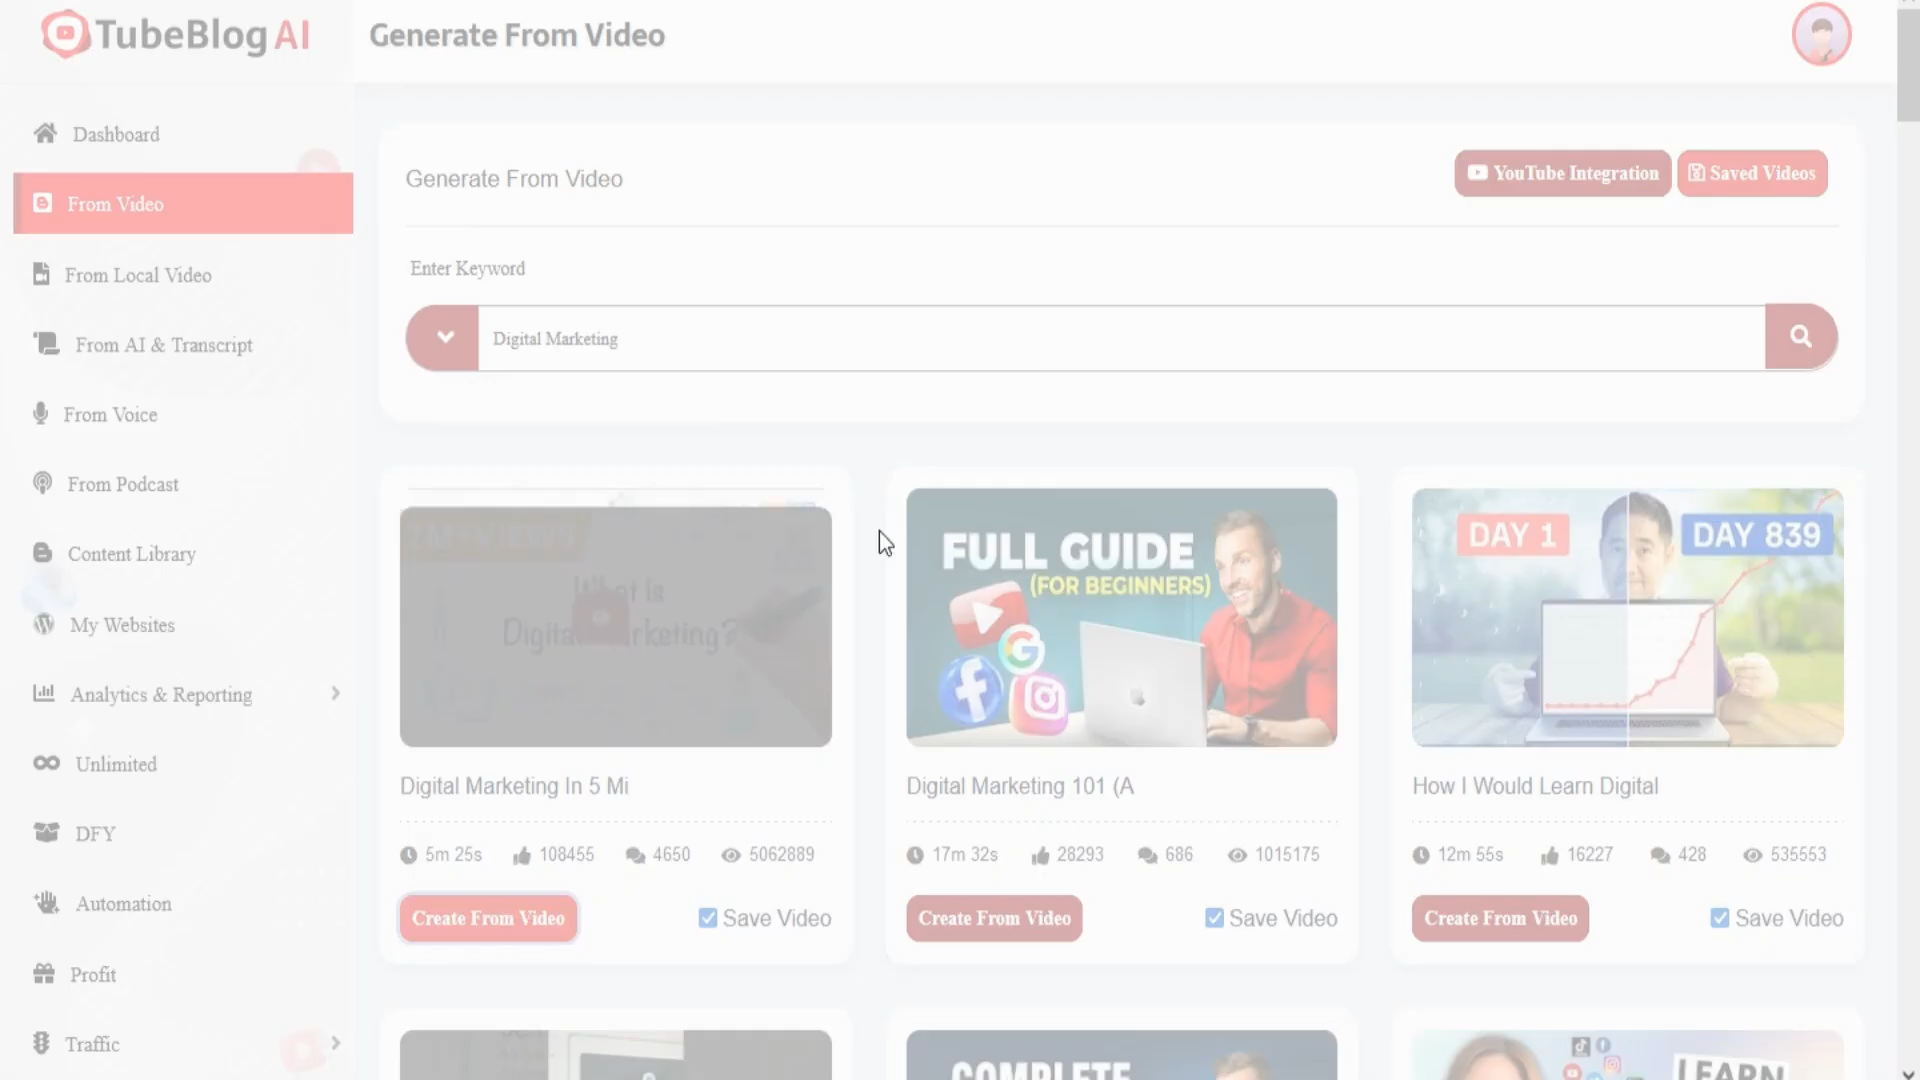 TubeBlog AI
Generate From Video
Dashboard
From Video
From Local Video
From AI & Transcript
From Voice
From Podcast
Content Library
My Websites
Analytics & Reporting
Unlimited
DFY
Automation
Profit
Traffic
Generate From Video
YouTube Integration
Saved Videos
Enter Keyword
Digital Marketing
What is
Digital Marketing?
FULL GUIDE
(FOR BEGINNERS)
DAY 1
DAY 839
Digital Marketing In 5 Mi
Digital Marketing 101 (A
How I Would Learn Digital
5m 25s 108455 4650 5062889
17m 32s 28293 686 1015175
12m 55s 16227 428 535553
Create From Video Save Video
Create From Video Save Video
Create From Video Save Video
COMPLETE
LEARN